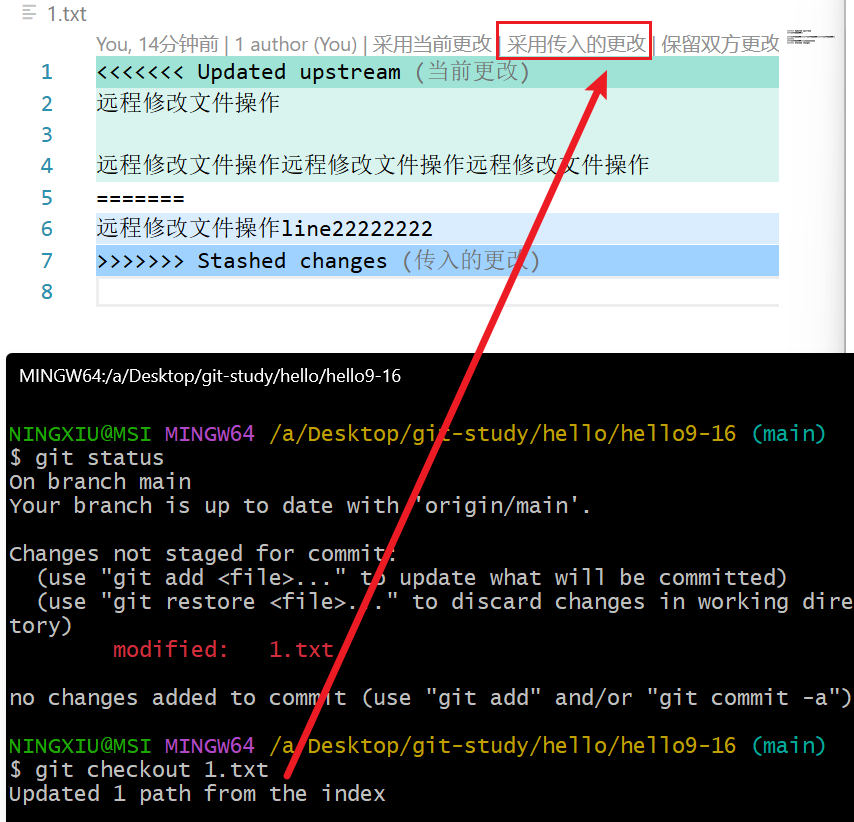 1.txt
You, 14分钟前 | 1 author (You) | 采用当前更改 | 采用传入的更改 | 保留双方更改
1 <<<<<<< Updated upstream (当前更改)
2 远程修改文件操作
3
4 远程修改文件操作远程修改文件操作远程修改文件操作
5 =======
6 远程修改文件操作line22222222
7 >>>>>>> Stashed changes (传入的更改)
8
MINGW64:/a/Desktop/git-study/hello/hello9-16
NINGXIU@MSI MINGW64 /a/Desktop/git-study/hello/hello9-16 (main)
$ git status
On branch main
Your branch is up to date with 'origin/main'.
Changes not staged for commit:
(use "git add <file>..." to update what will be committed)
(use "git restore <file>..." to discard changes in working dire
tory)
modified: 1.txt
no changes added to commit (use "git add" and/or "git commit -a")
NINGXIU@MSI MINGW64 /a/Desktop/git-study/hello/hello9-16 (main)
$ git checkout 1.txt
Updated 1 path from the index